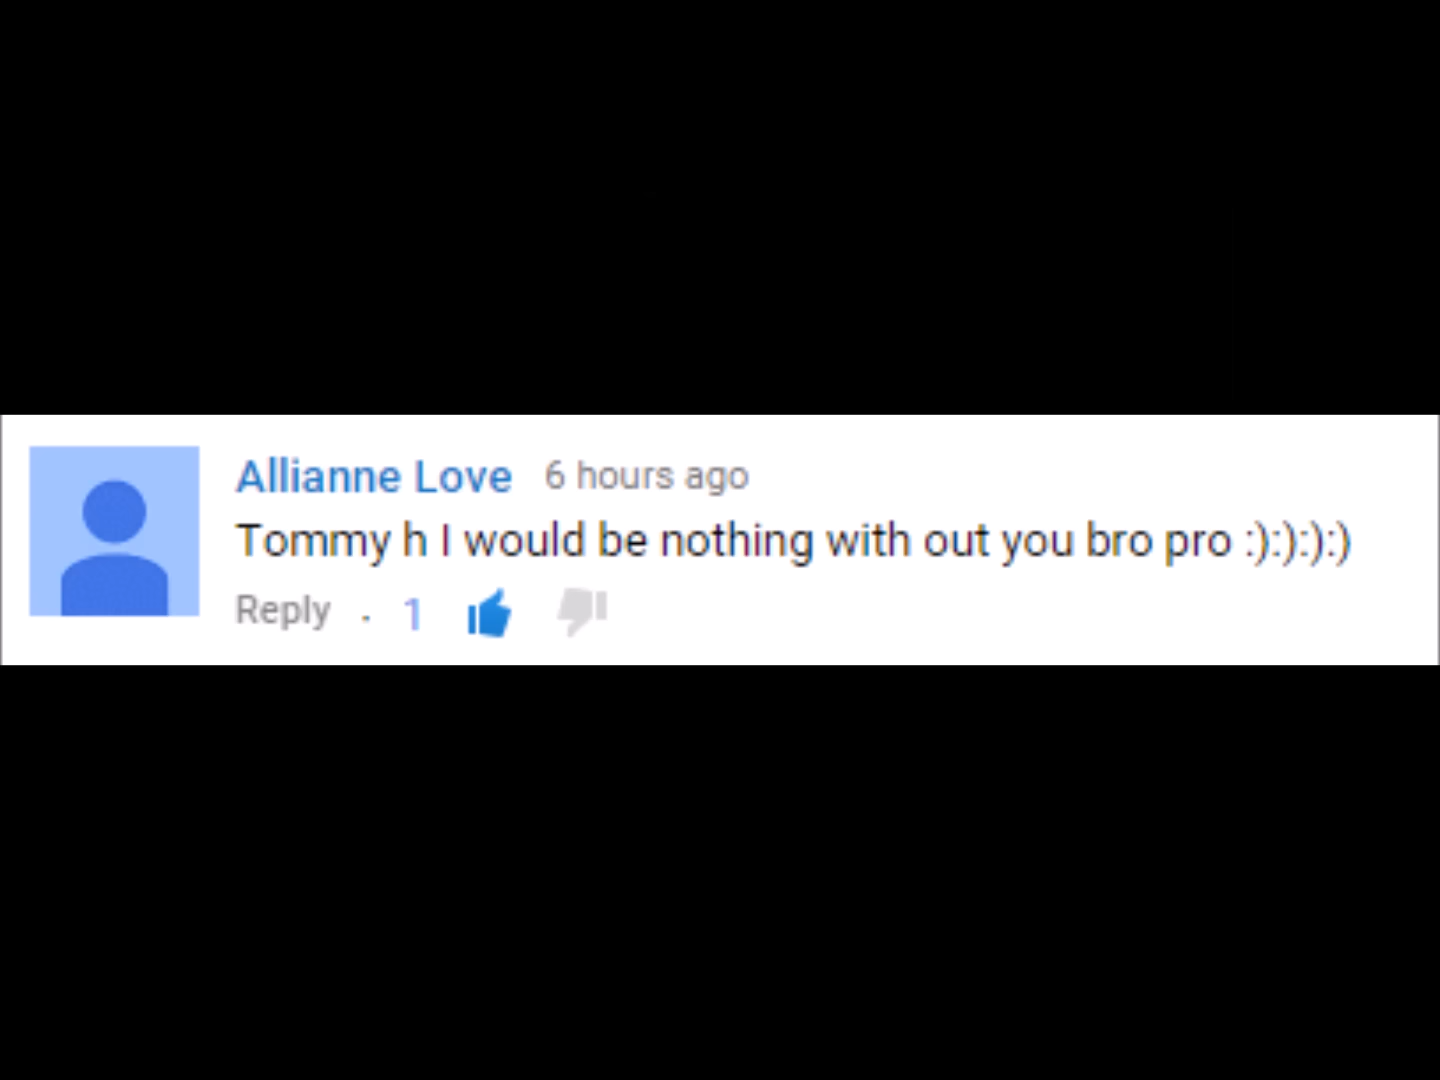 Allianne Love 6 hours ago
Tommy h I would be nothing with out you bro pro :):):):)
Reply - 1